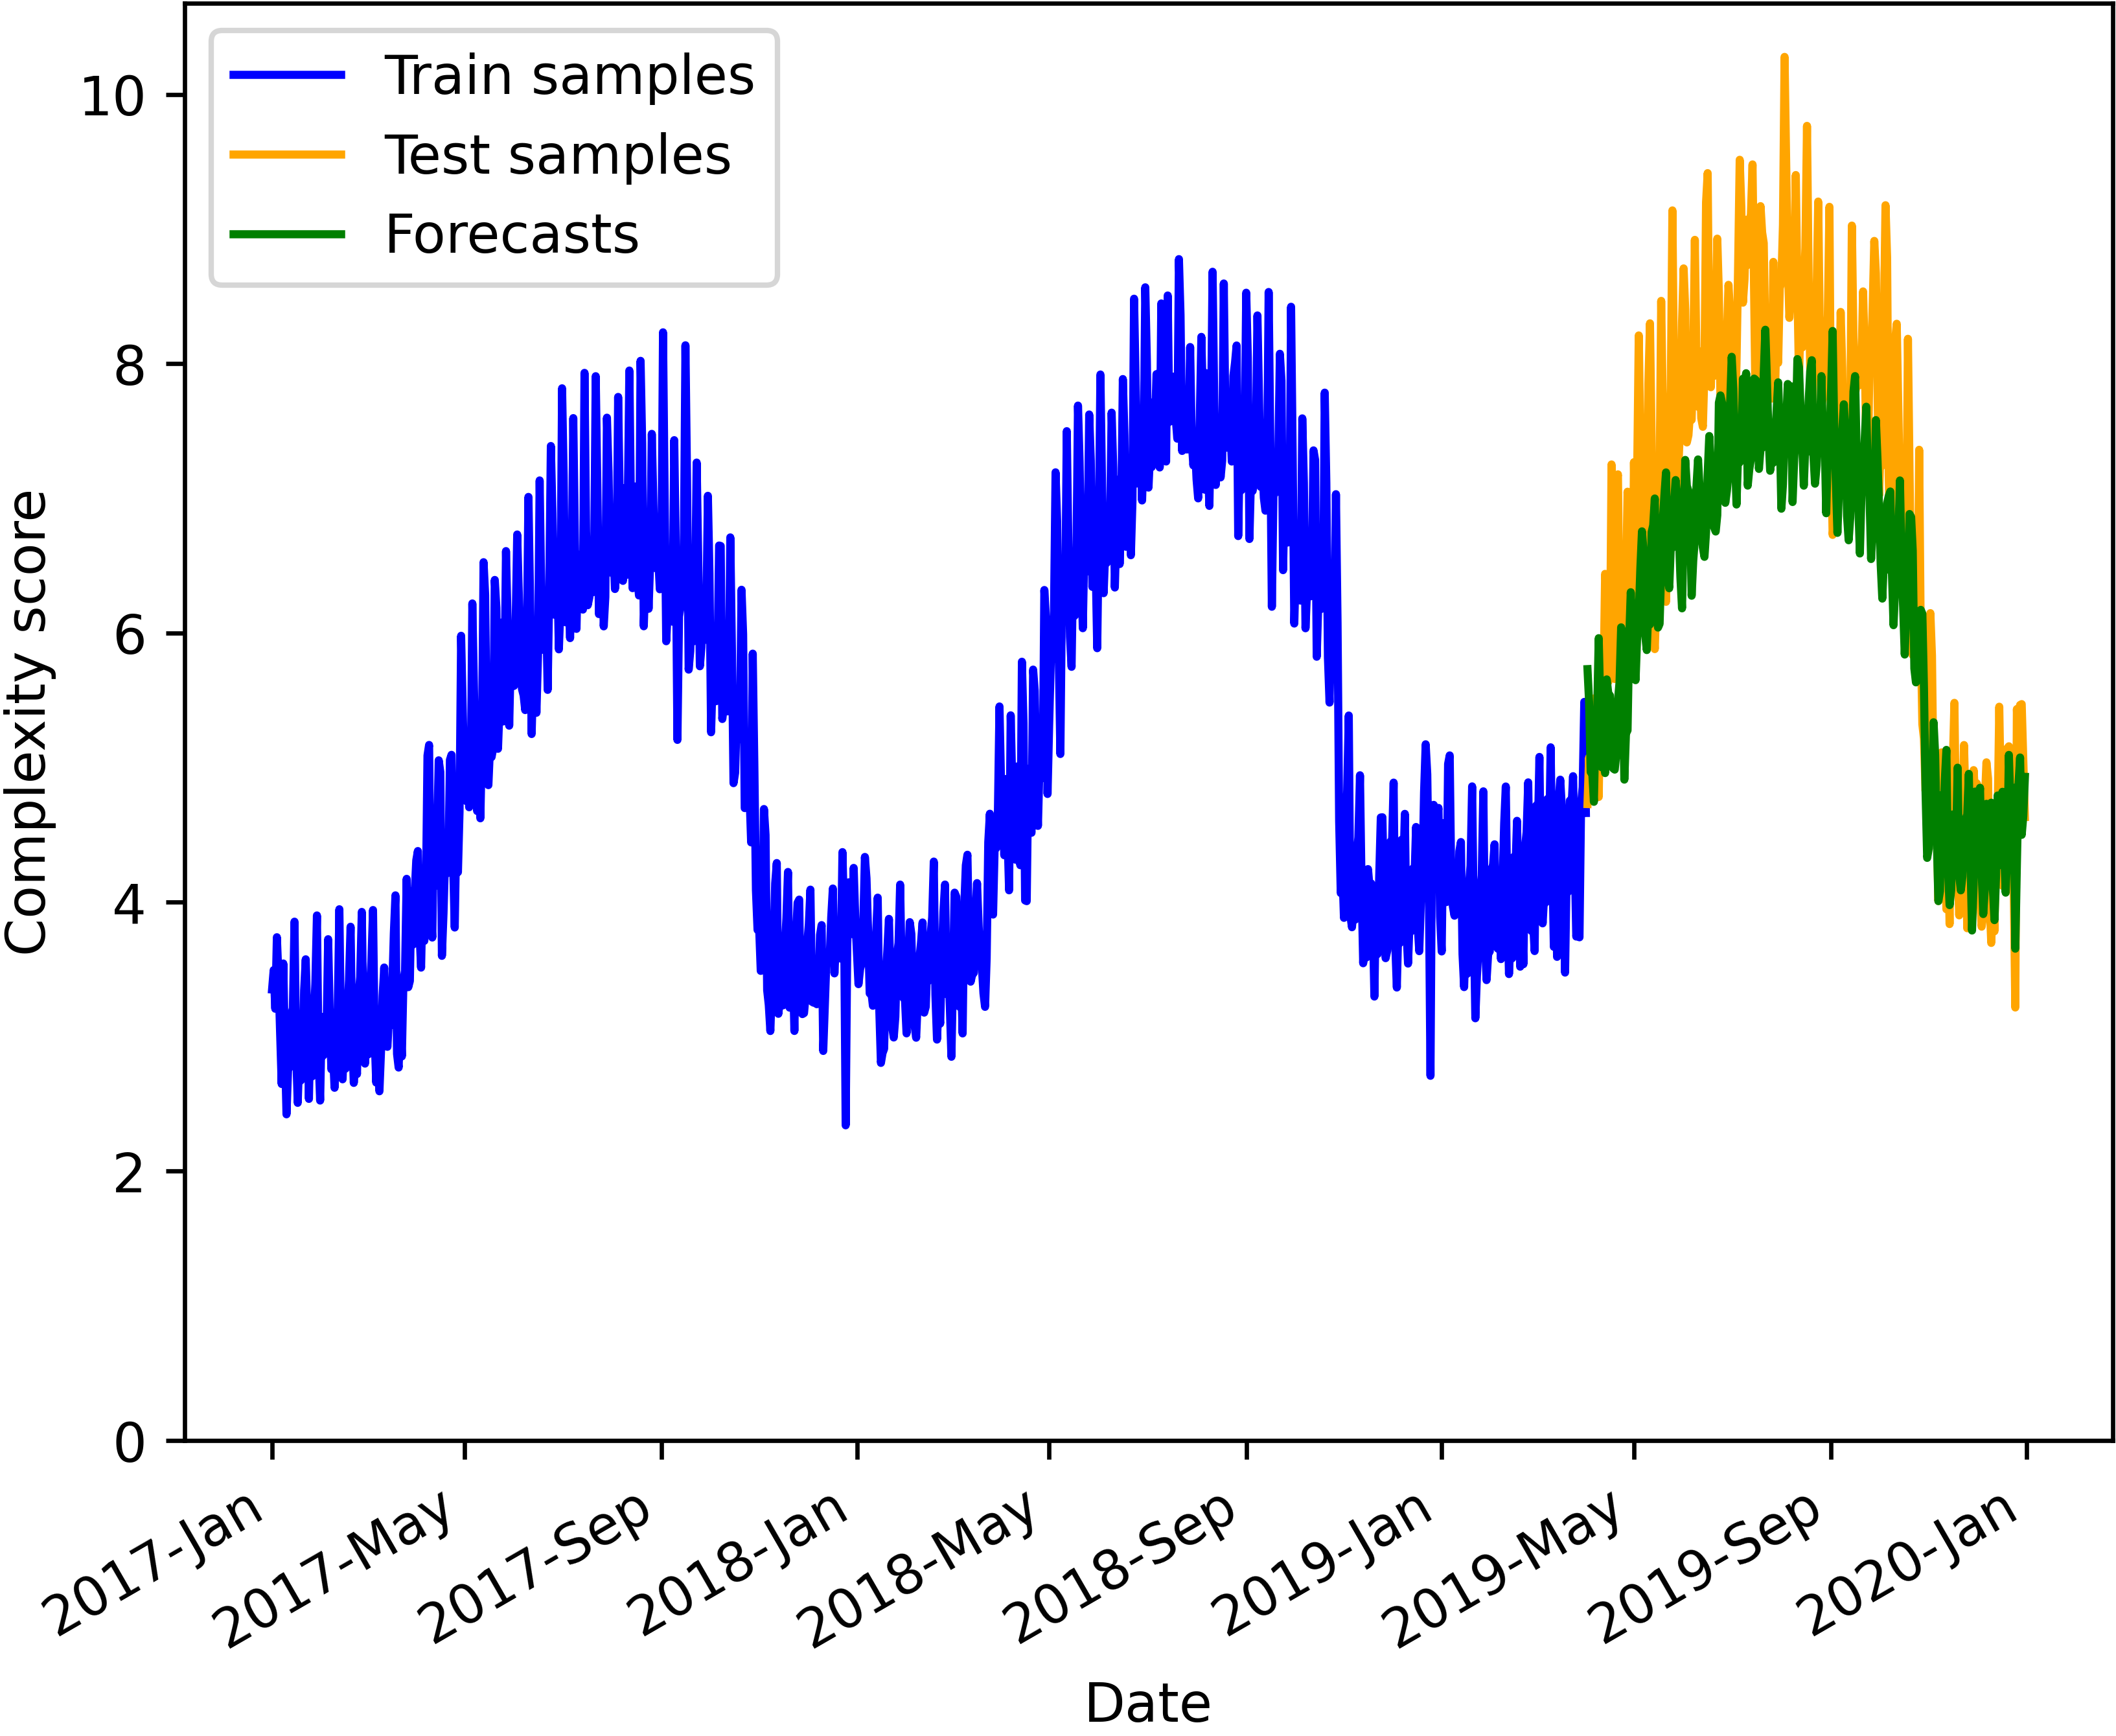 Train samples
Test samples
Forecasts
Complexity score
10
8
6
4
2
0
2017-Jan
2017-May
2017-Sep
2018-Jan
2018-May
2018-Sep
2019-Jan
2019-May
2019-Sep
2020-Jan
Date